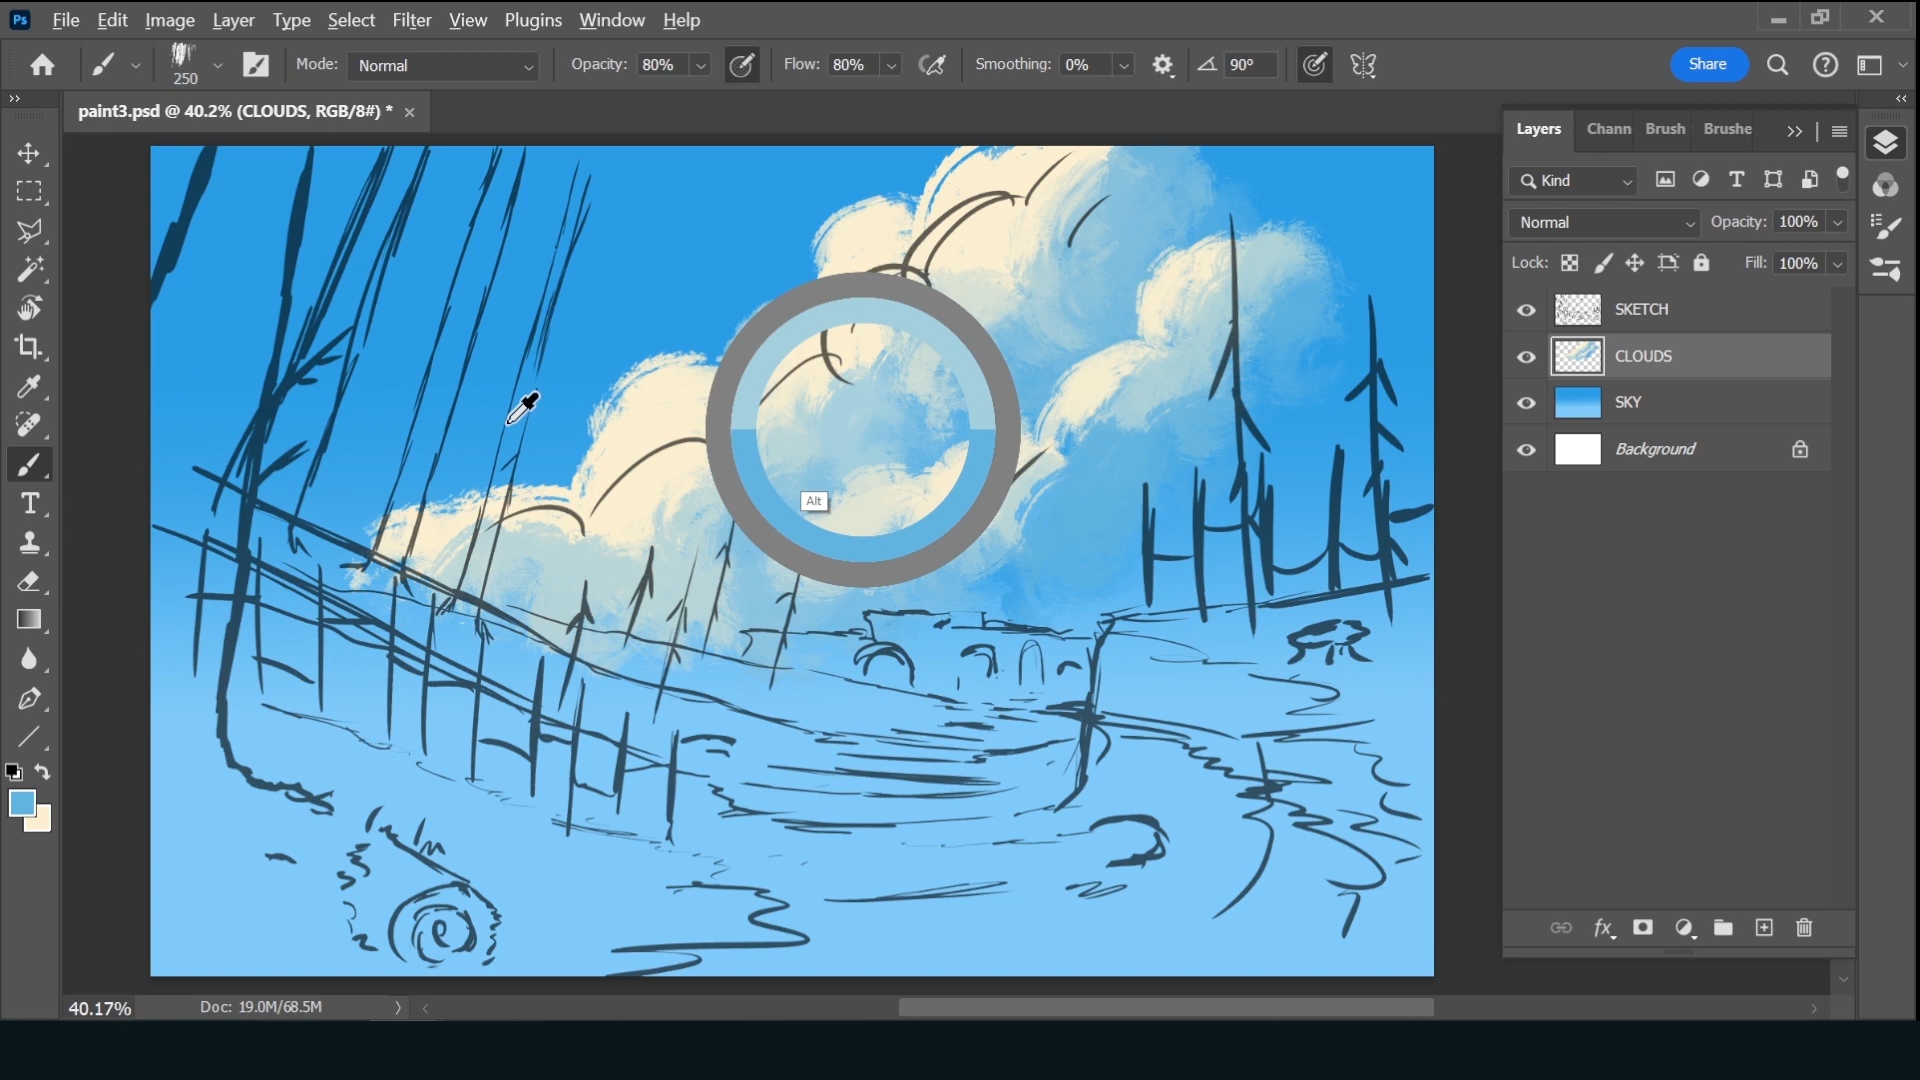 Ps File Edit Image Layer Type Select Filter View Plugins Window Help
250 Mode: Normal Opacity: 80% Flow: 80% Smoothing: 0% 90° Share
paint3.psd @ 40.2% (CLOUDS, RGB/8#) *
Layers Chann Brush Brushe
Kind
Normal Opacity: 100%
Lock: Fill: 100%
SKETCH
CLOUDS
SKY
Background
Alt
fx
40.17% Doc: 19.0M/68.5M